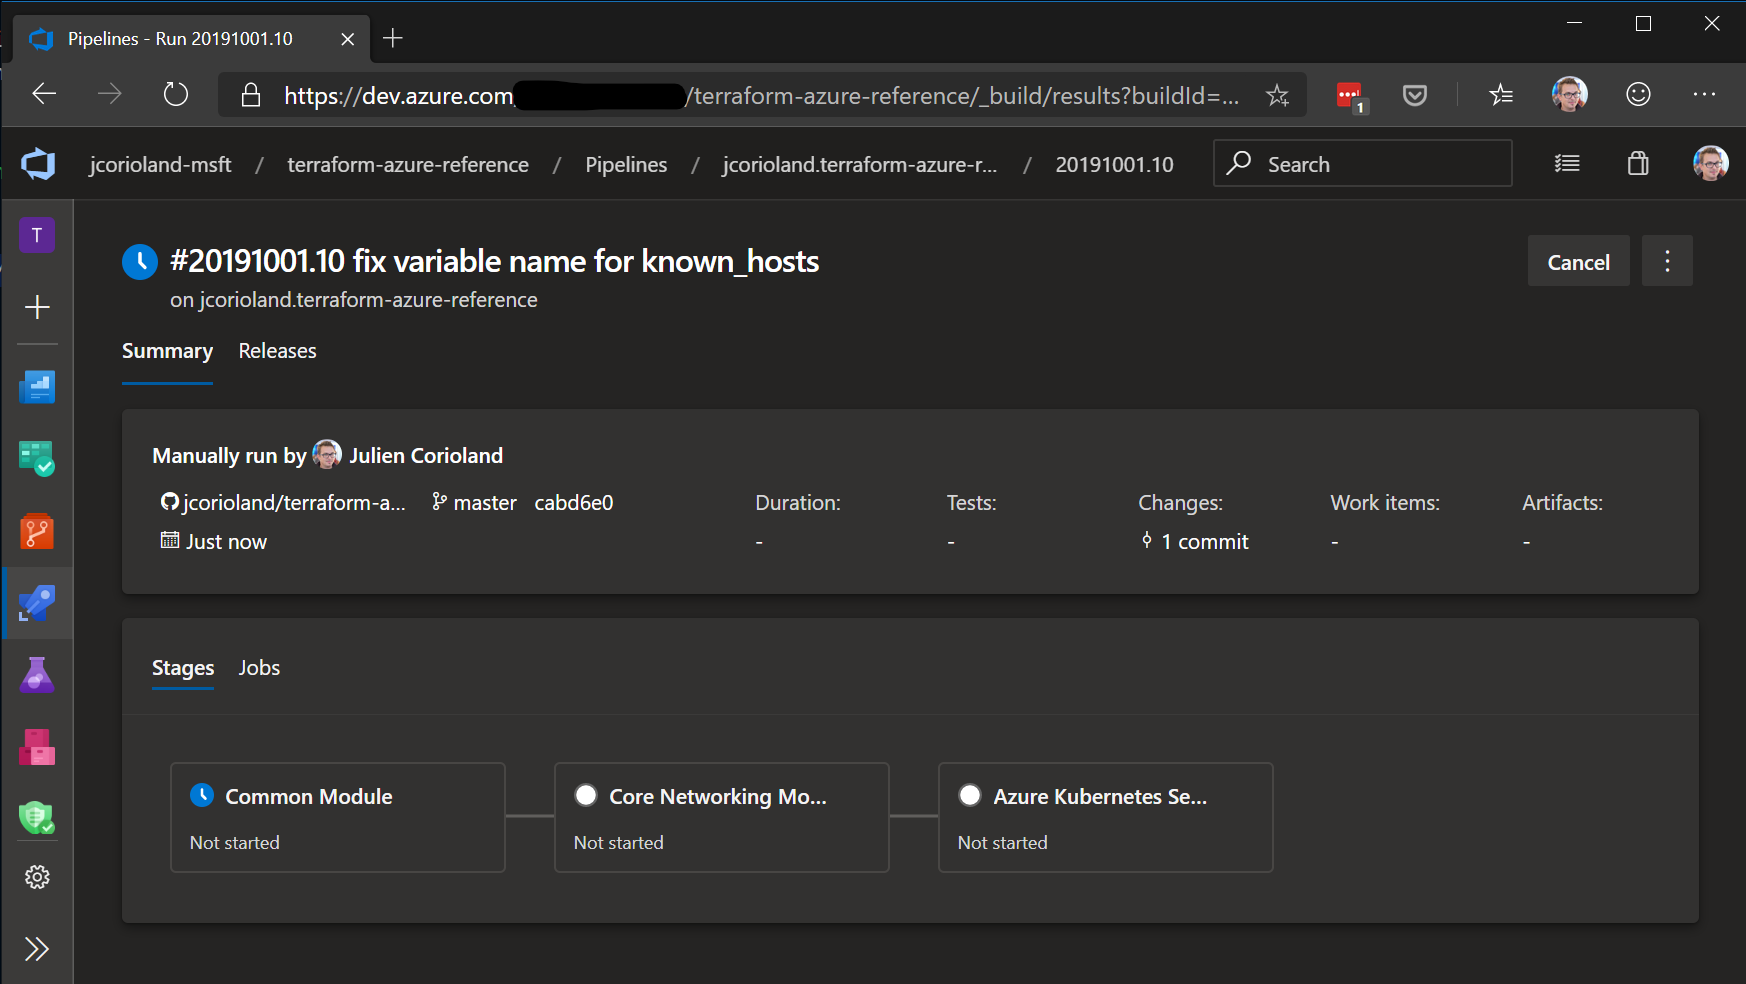 Pipelines - Run 20191001.10
https://dev.azure.com /terraform-azure-reference/_build/results?buildId=...
1
jcorioland-msft / terraform-azure-reference / Pipelines / jcorioland.terraform-azure-r... / 20191001.10
Search
T
#20191001.10 fix variable name for known_hosts
on jcorioland.terraform-azure-reference
Cancel
Summary Releases
Manually run by Julien Corioland
jcorioland/terraform-a... master cabd6e0 Duration: Tests: Changes: Work items: Artifacts:
Just now - - 1 commit - -
Stages Jobs
Common Module
Not started
Core Networking Mo...
Not started
Azure Kubernetes Se...
Not started